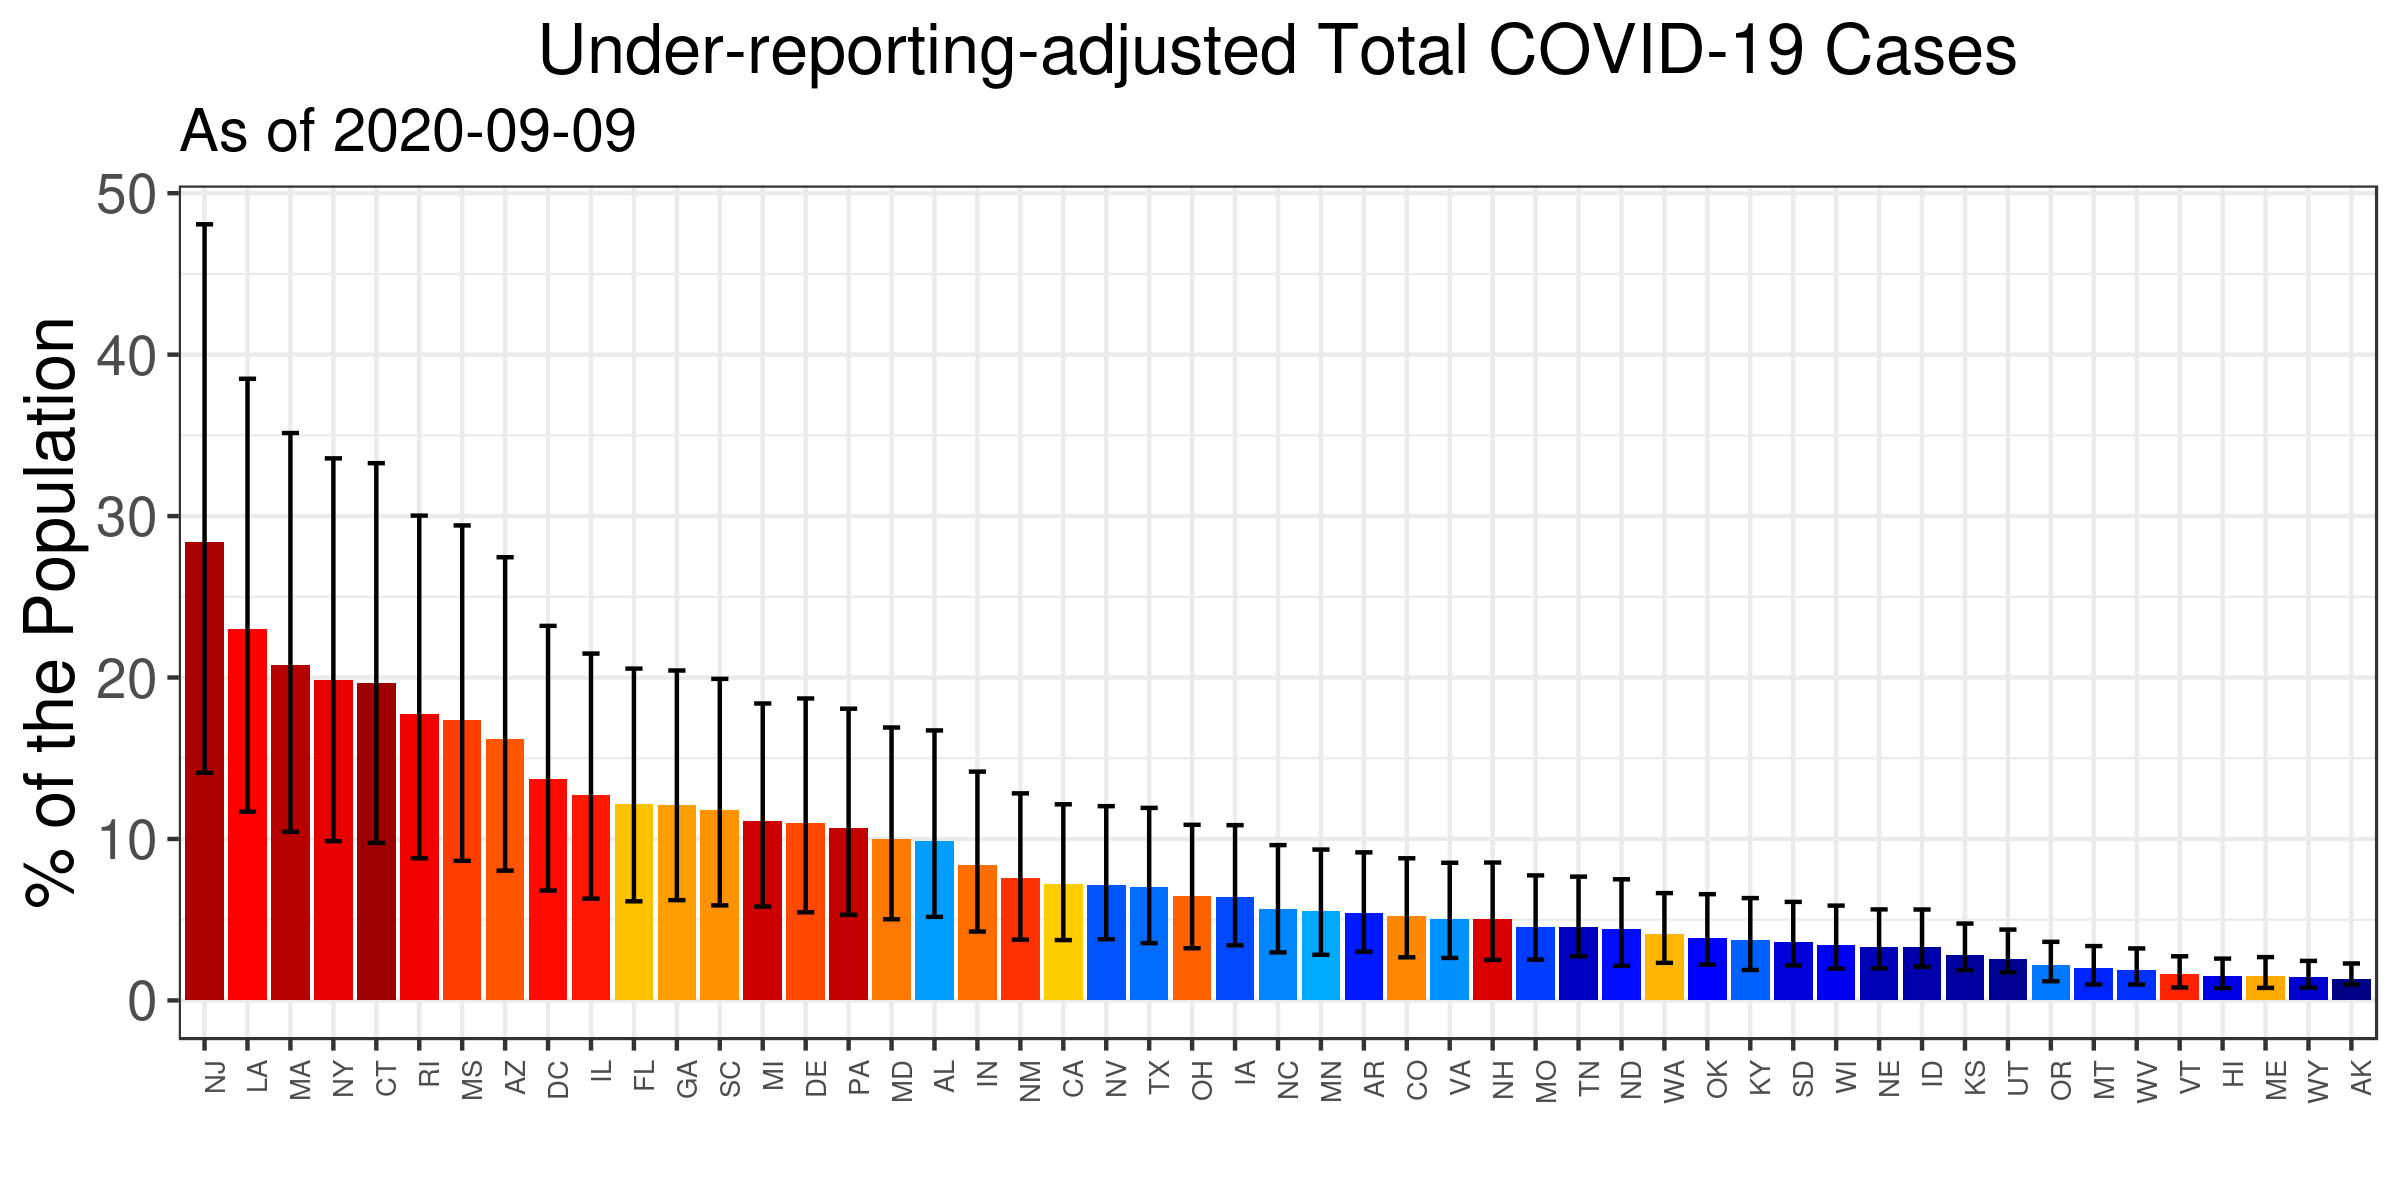 Under-reporting-adjusted Total COVID-19 Cases
As of 2020-09-09
% of the Population
50
40
30
20
10
0
NJ LA MA NY CT RI MS AZ DC IL FL GA SC MI DE PA MD AL IN NM CA NV TX OH IA NC MN AR CO VA NH MO TN ND WA OK KY SD WI NE ID KS UT OR MT WV VT HI ME WY AK